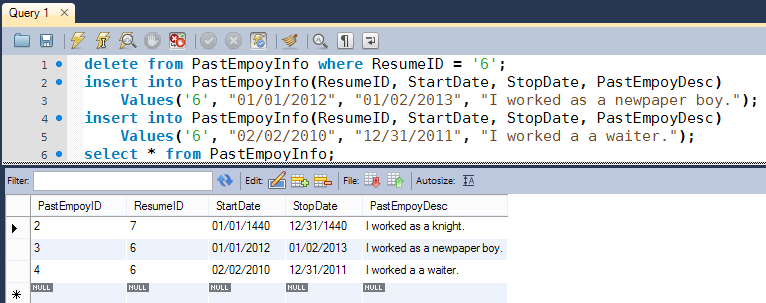 Query 1
1 delete from PastEmpoyInfo where ResumeID = '6';
2 insert into PastEmpoyInfo(ResumeID, StartDate, StopDate, PastEmpoyDesc)
3 Values('6', "01/01/2012", "01/02/2013", "I worked as a newpaper boy.");
4 insert into PastEmpoyInfo(ResumeID, StartDate, StopDate, PastEmpoyDesc)
5 Values('6', "02/02/2010", "12/31/2011", "I worked a a waiter.");
6 select * from PastEmpoyInfo;
Filter: Edit: File: Autosize:
PastEmpoyID ResumeID StartDate StopDate PastEmpoyDesc
2 7 01/01/1440 12/31/1440 I worked as a knight.
3 6 01/01/2012 01/02/2013 I worked as a newpaper boy.
4 6 02/02/2010 12/31/2011 I worked a a waiter.
NULL NULL NULL NULL NULL